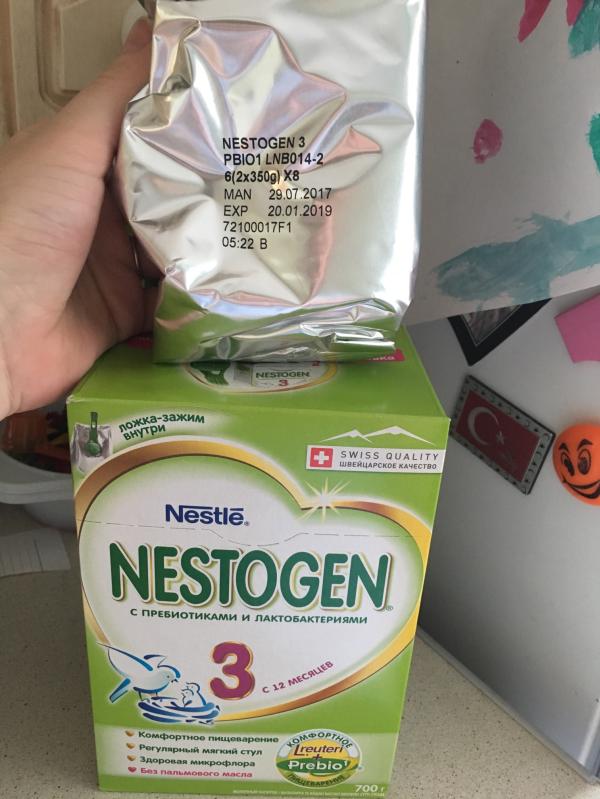 NESTOGEN 3
PBIO1 LNB014-2
6(2x350g) X8
MAN 29.07.2017
EXP 20.01.2019
72100017F1
05:22 B
NESTOGEN
3
ложка-зажим
внутри
SWISS QUALITY
ШВЕЙЦАРСКОЕ КАЧЕСТВО
Nestlé®
NESTOGEN®
С ПРЕБИОТИКАМИ И ЛАКТОБАКТЕРИЯМИ
3 С 12 МЕСЯЦЕВ
Комфортное пищеварение
Регулярный мягкий стул
Здоровая микрофлора
Без пальмового масла
КОМФОРТНОЕ
L.reuteri
+
Prebio1
ПИЩЕВАРЕНИЕ
700 г